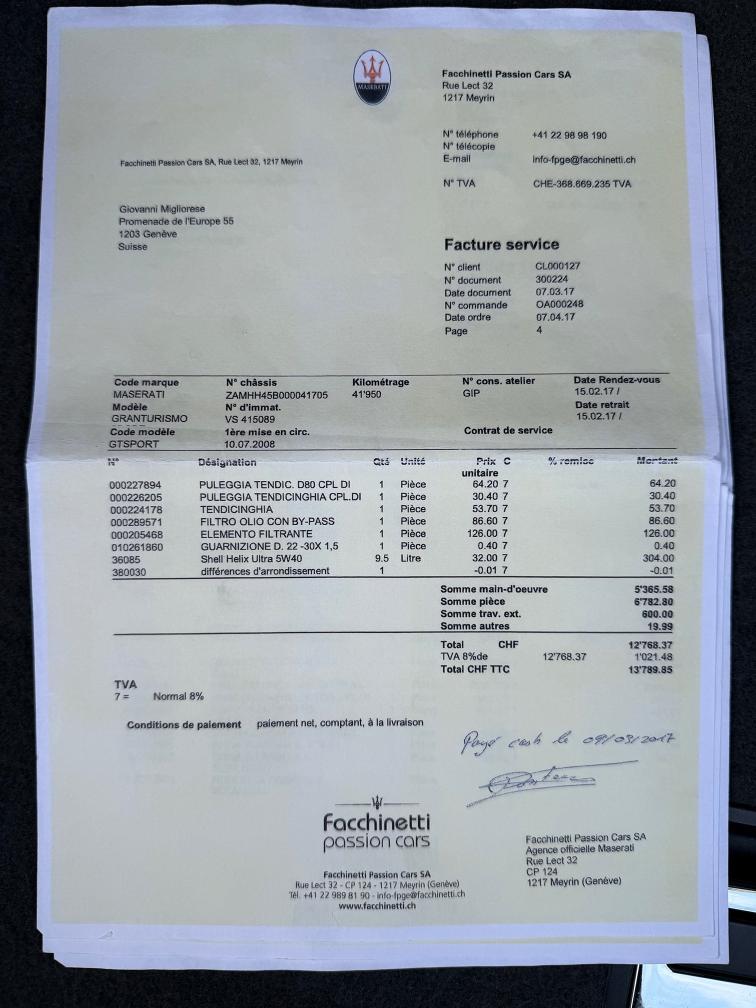 MASERATI
Facchinetti Passion Cars SA
Rue Lect 32
1217 Meyrin
N° téléphone +41 22 98 98 190
N° télécopie
E-mail info-fpge@facchinetti.ch
N° TVA CHE-368.669.235 TVA
Facchinetti Passion Cars SA, Rue Lect 32, 1217 Meyrin
Giovanni Migliorese
Promenade de l'Europe 55
1203 Genève
Suisse
Facture service
N° client CL000127
N° document 300224
Date document 07.03.17
N° commande OA000248
Date ordre 07.04.17
Page 4
Code marque N° châssis Kilométrage N° cons. atelier Date Rendez-vous
MASERATI ZAMHH45B000041705 41'950 GIP 15.02.17 /
Modèle N° d'immat. Date retrait
GRANTURISMO VS 415089 15.02.17 /
Code modèle 1ère mise en circ. Contrat de service
GTSPORT 10.07.2008
N° Désignation Qté Unité Prix C % remise Montant
unitaire
000227894 PULEGGIA TENDIC. D80 CPL DI 1 Pièce 64.20 7 64.20
000226205 PULEGGIA TENDICINGHIA CPL.DI 1 Pièce 30.40 7 30.40
000224178 TENDICINGHIA 1 Pièce 53.70 7 53.70
000289571 FILTRO OLIO CON BY-PASS 1 Pièce 86.60 7 86.60
000205468 ELEMENTO FILTRANTE 1 Pièce 126.00 7 126.00
010261860 GUARNIZIONE D. 22 -30X 1,5 1 Pièce 0.40 7 0.40
36085 Shell Helix Ultra 5W40 9.5 Litre 32.00 7 304.00
380030 différences d'arrondissement 1 -0.01 7 -0.01
Somme main-d'oeuvre 5'365.58
Somme pièce 6'782.80
Somme trav. ext. 600.00
Somme autres 19.99
Total CHF 12'768.37
TVA 8%de 12'768.37 1'021.48
Total CHF TTC 13'789.85
TVA
7 = Normal 8%
Conditions de paiement paiement net, comptant, à la livraison
Payé cash le 09/03/2017
Facchinetti
passion cars
Facchinetti Passion Cars SA
Rue Lect 32 - CP 124 - 1217 Meyrin (Genève)
Tél. +41 22 989 81 90 - info-fpge@facchinetti.ch
www.facchinetti.ch
Facchinetti Passion Cars SA
Agence officielle Maserati
Rue Lect 32
CP 124
1217 Meyrin (Genève)